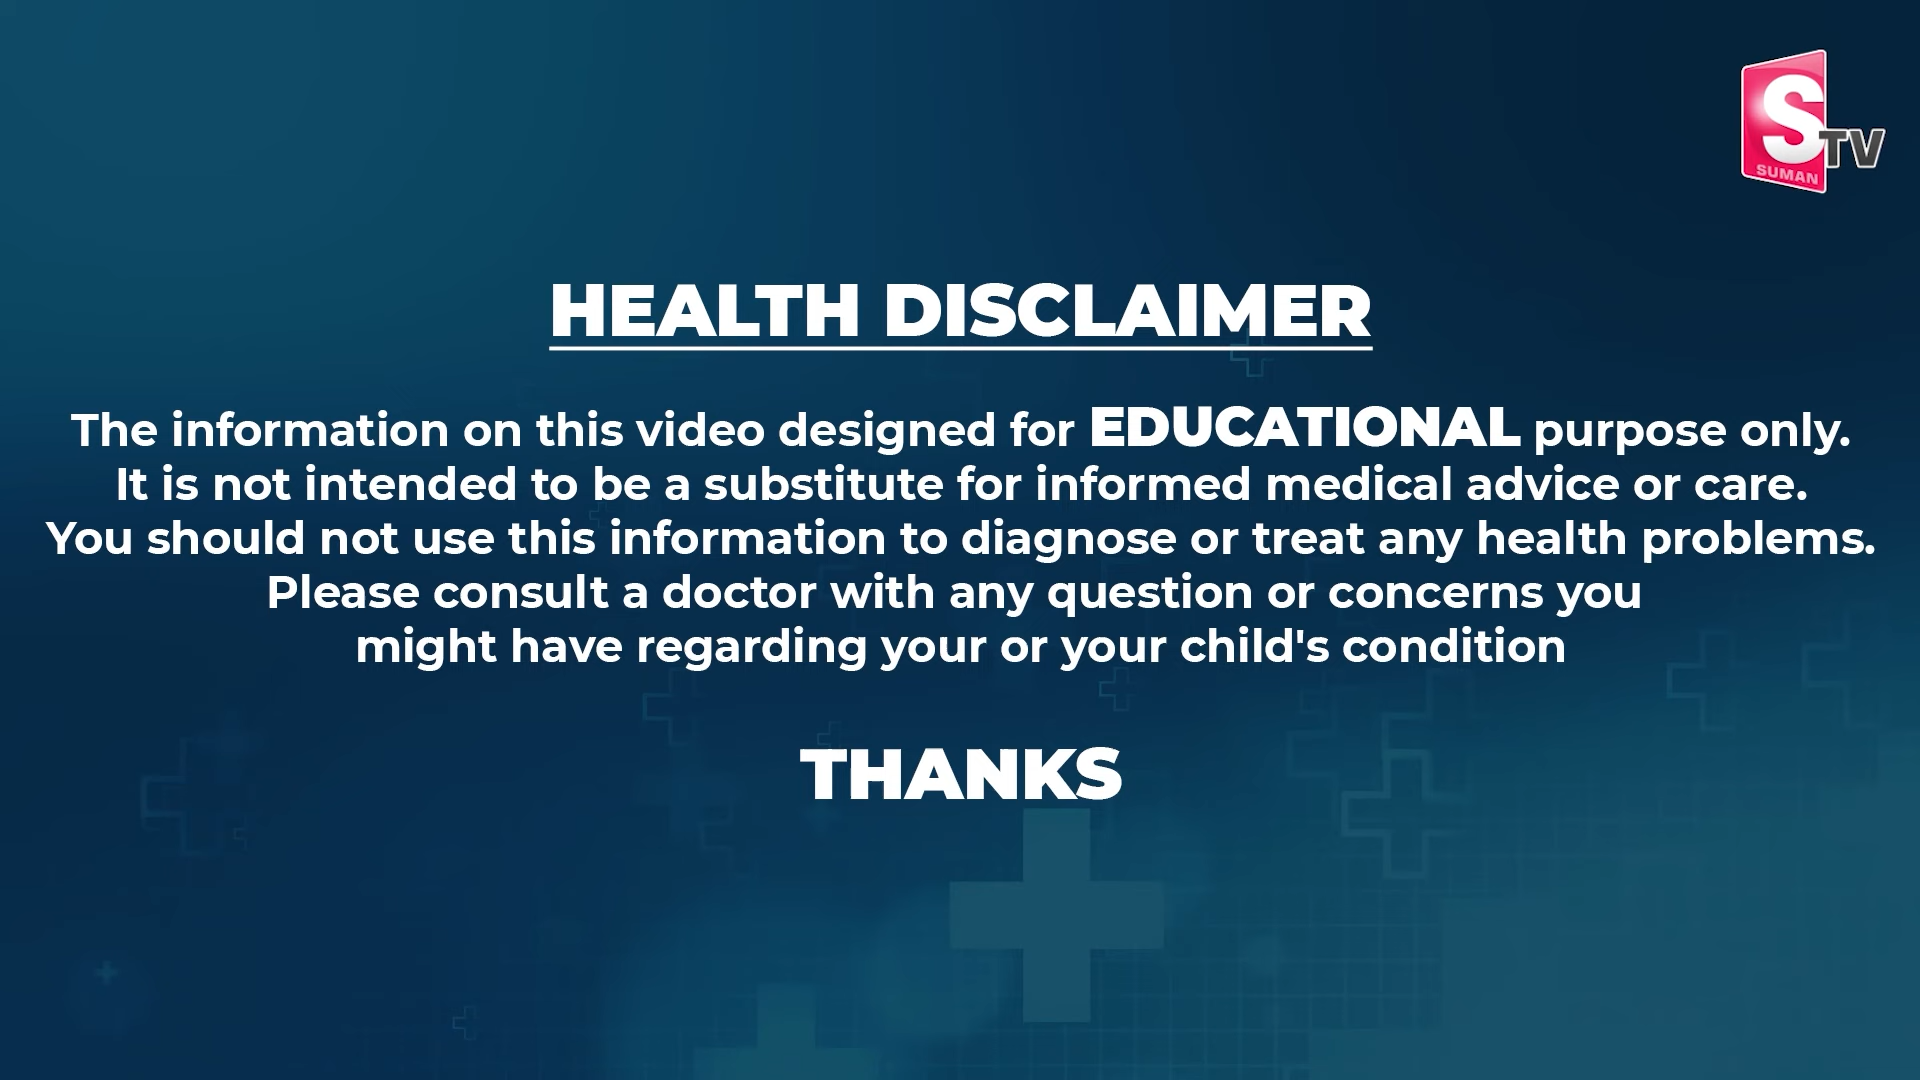 S TV
SUMAN
HEALTH DISCLAIMER
The information on this video designed for EDUCATIONAL purpose only.
It is not intended to be a substitute for informed medical advice or care.
You should not use this information to diagnose or treat any health problems.
Please consult a doctor with any question or concerns you
might have regarding your or your child's condition
THANKS